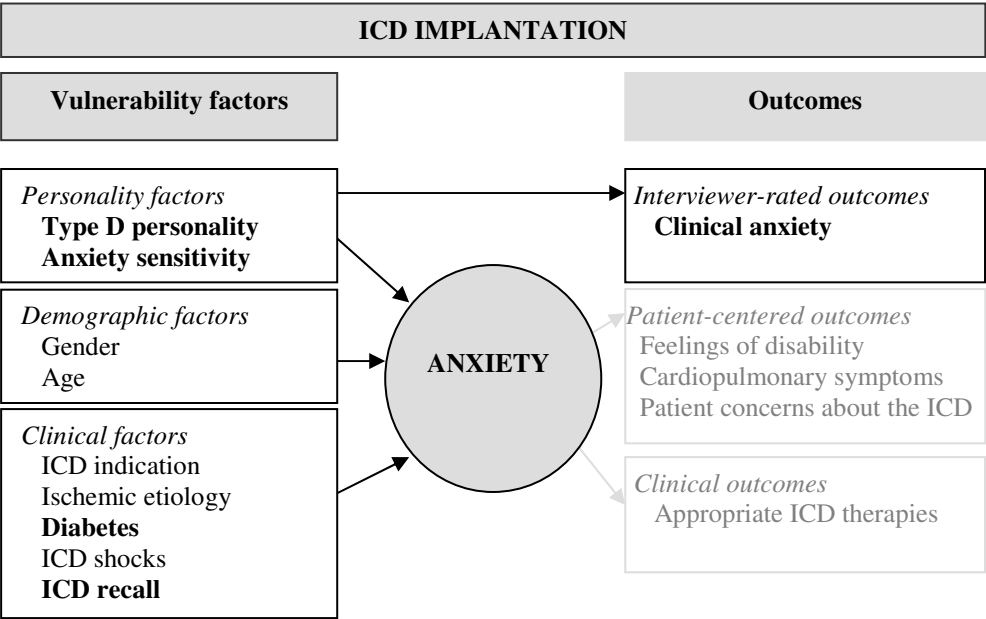 ICD IMPLANTATION
Vulnerability factors
Outcomes
Personality factors
Type D personality
Anxiety sensitivity
Interviewer-rated outcomes
Clinical anxiety
Demographic factors
Gender
Age
ANXIETY
Patient-centered outcomes
Feelings of disability
Cardiopulmonary symptoms
Patient concerns about the ICD
Clinical factors
ICD indication
Ischemic etiology
Diabetes
ICD shocks
ICD recall
Clinical outcomes
Appropriate ICD therapies